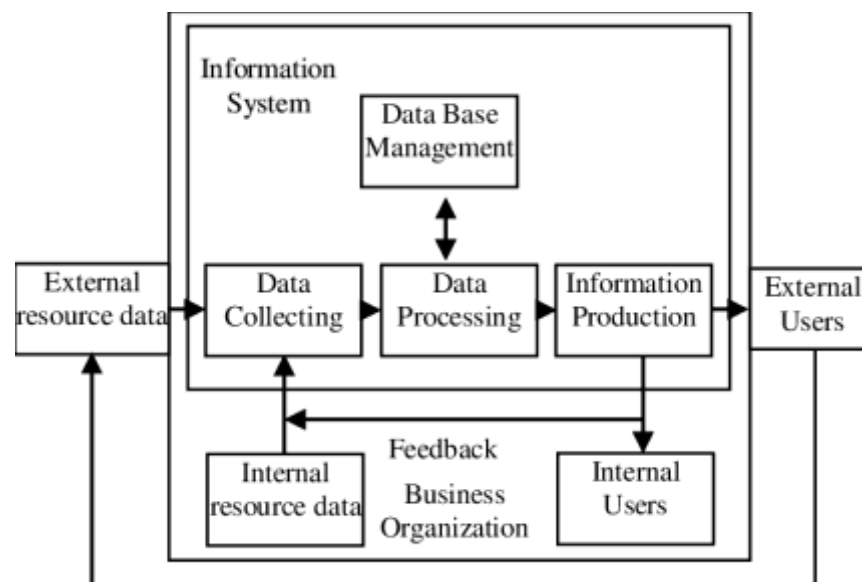 Information
System
Data Base
Management
External
resource data
Data
Collecting
Data
Processing
Information
Production
External
Users
Feedback
Internal
resource data
Business
Organization
Internal
Users